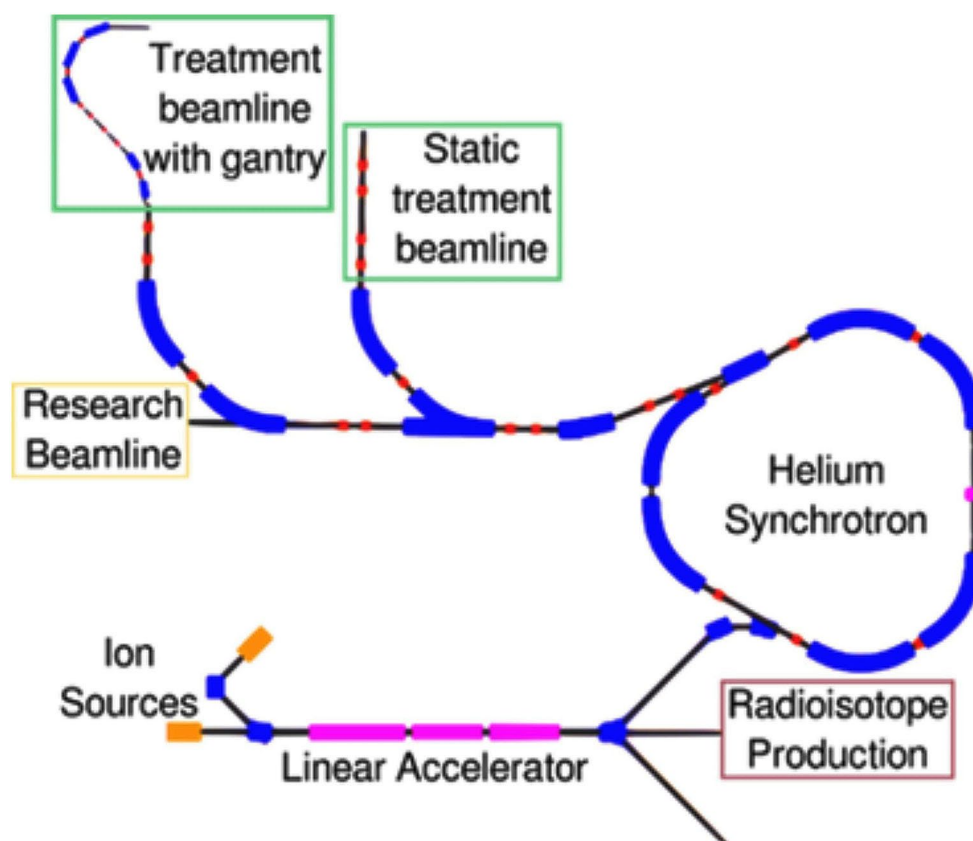 Treatment
beamline
with gantry
Static
treatment
beamline
Research
Beamline
Helium
Synchrotron
Ion
Sources
Linear Accelerator
Radioisotope
Production